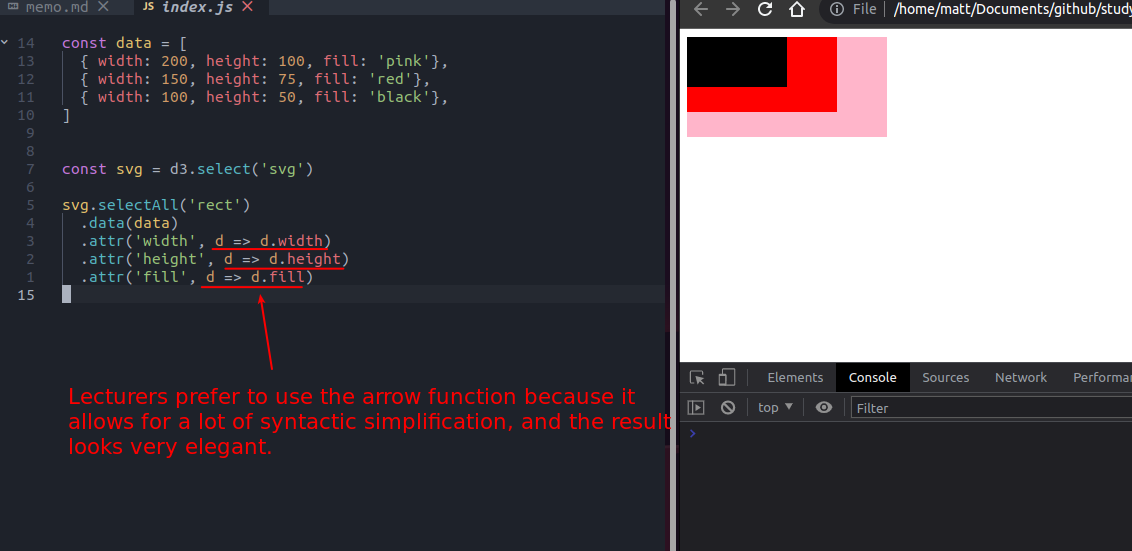 memo.md
JS index.js
14 const data = [
13 { width: 200, height: 100, fill: 'pink'},
12 { width: 150, height: 75, fill: 'red'},
11 { width: 100, height: 50, fill: 'black'},
10 ]
9
8
7 const svg = d3.select('svg')
6
5 svg.selectAll('rect')
4 .data(data)
3 .attr('width', d => d.width)
2 .attr('height', d => d.height)
1 .attr('fill', d => d.fill)
15
Lecturers prefer to use the arrow function because it
allows for a lot of syntactic simplification, and the result
looks very elegant.
File /home/matt/Documents/github/study
Elements Console Sources Network Performa
top Filter